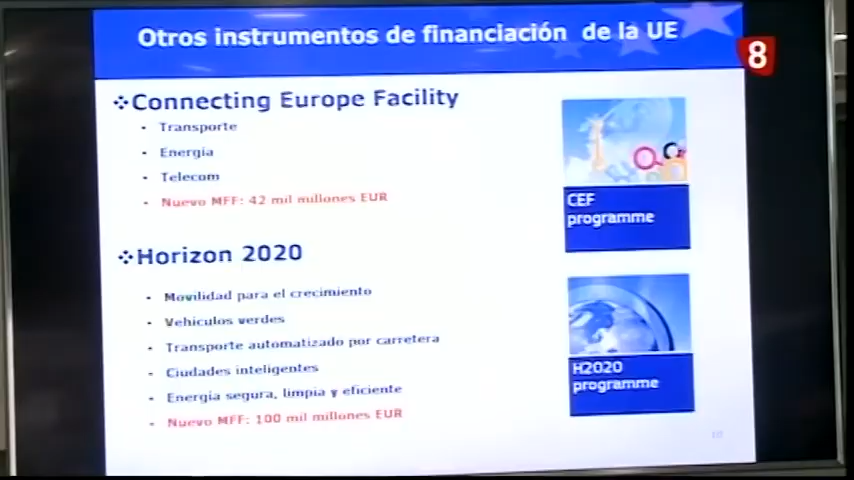 Otros instrumentos de financiación de la UE
8
❖Connecting Europe Facility
• Transporte
• Energía
• Telecom
• Nuevo MFF: 42 mil millones EUR
CEF
programme
❖Horizon 2020
• Movilidad para el crecimiento
• Vehículos verdes
• Transporte automatizado por carretera
• Ciudades inteligentes
• Energía segura, limpia y eficiente
• Nuevo MFF: 100 mil millones EUR
H2020
programme